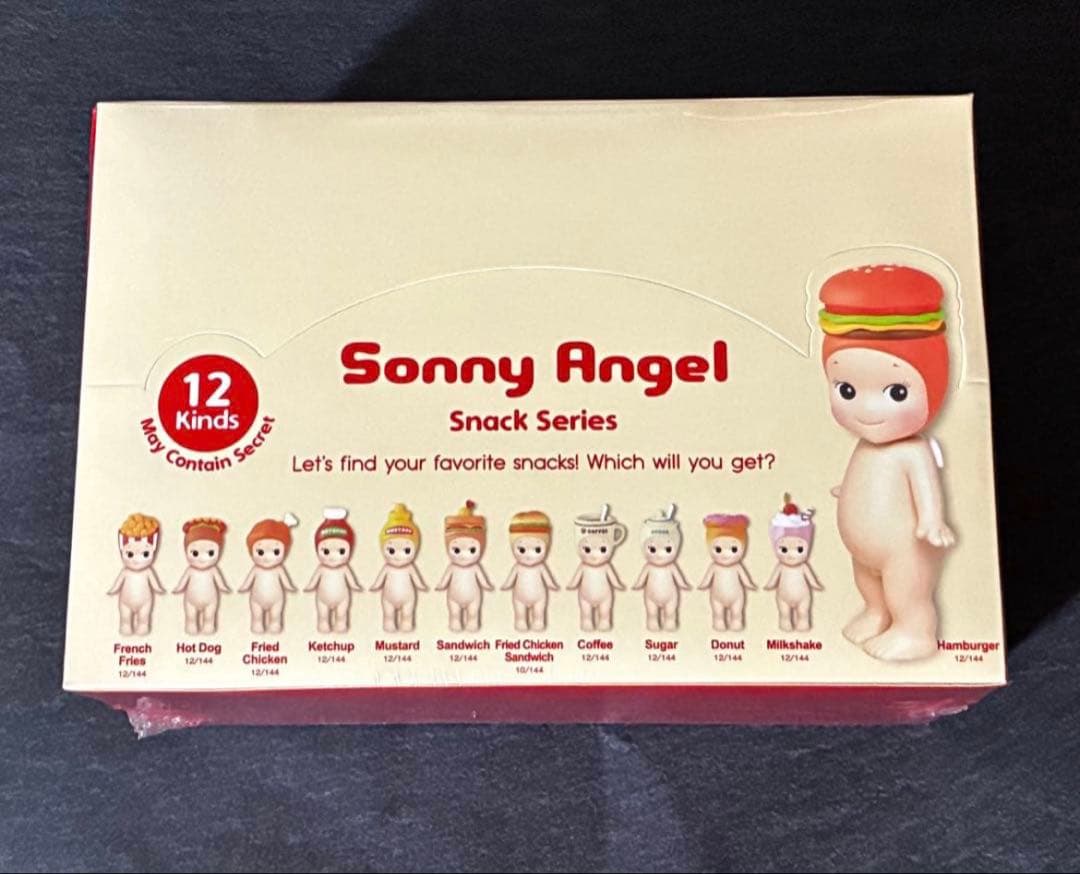 12
Kinds
May Contain Secret
Sonny Angel
Snack Series
Let's find your favorite snacks! Which will you get?
French
Fries
12/144
Hot Dog
12/144
Fried
Chicken
12/144
Ketchup
12/144
Mustard
12/144
Sandwich
12/144
Fried Chicken
Sandwich
10/144
Coffee
12/144
Sugar
12/144
Donut
12/144
Milkshake
12/144
Hamburger
12/144